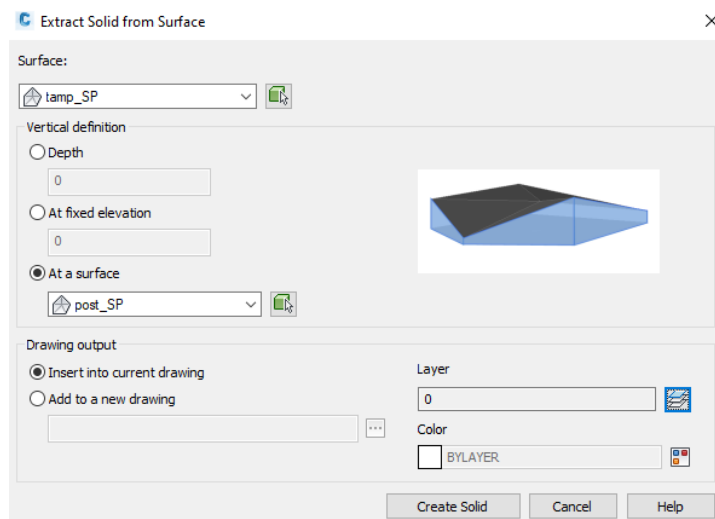 Extract Solid from Surface
Surface:
tamp_SP
Vertical definition
Depth
0
At fixed elevation
0
At a surface
post_SP
Drawing output
Insert into current drawing
Add to a new drawing
Layer
0
Color
BYLAYER
Create Solid
Cancel
Help